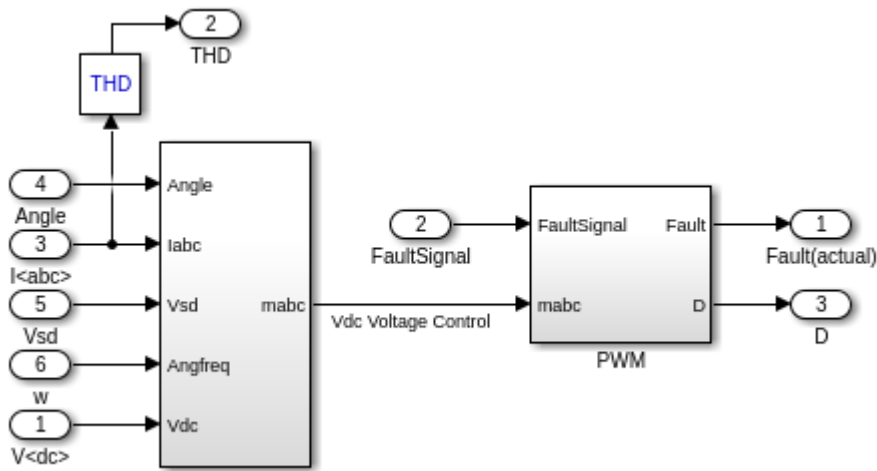 2
THD
THD
4
Angle
Angle
3
Iabc
I<abc>
2
FaultSignal
FaultSignal
Fault
1
Fault(actual)
5
Vsd
mabc
Vdc Voltage Control
mabc
D
3
D
Vsd
PWM
6
Angfreq
w
1
Vdc
V<dc>